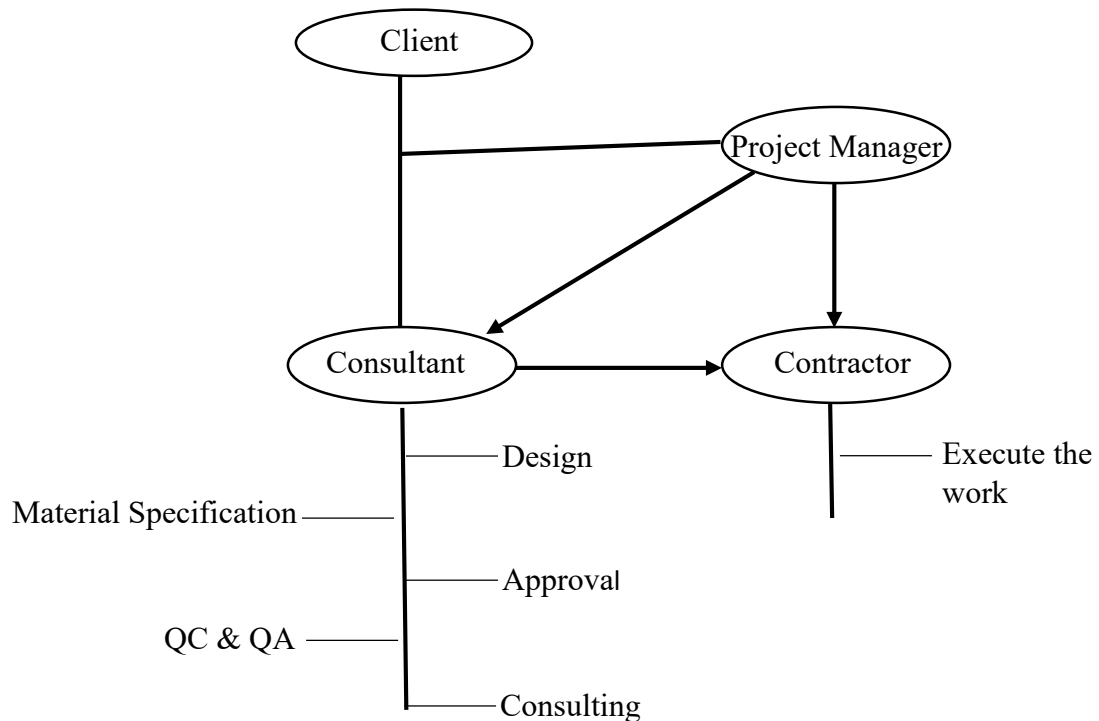 Client
Project Manager
Consultant
Contractor
Design
Execute the
work
Material Specification
Approval
QC & QA
Consulting